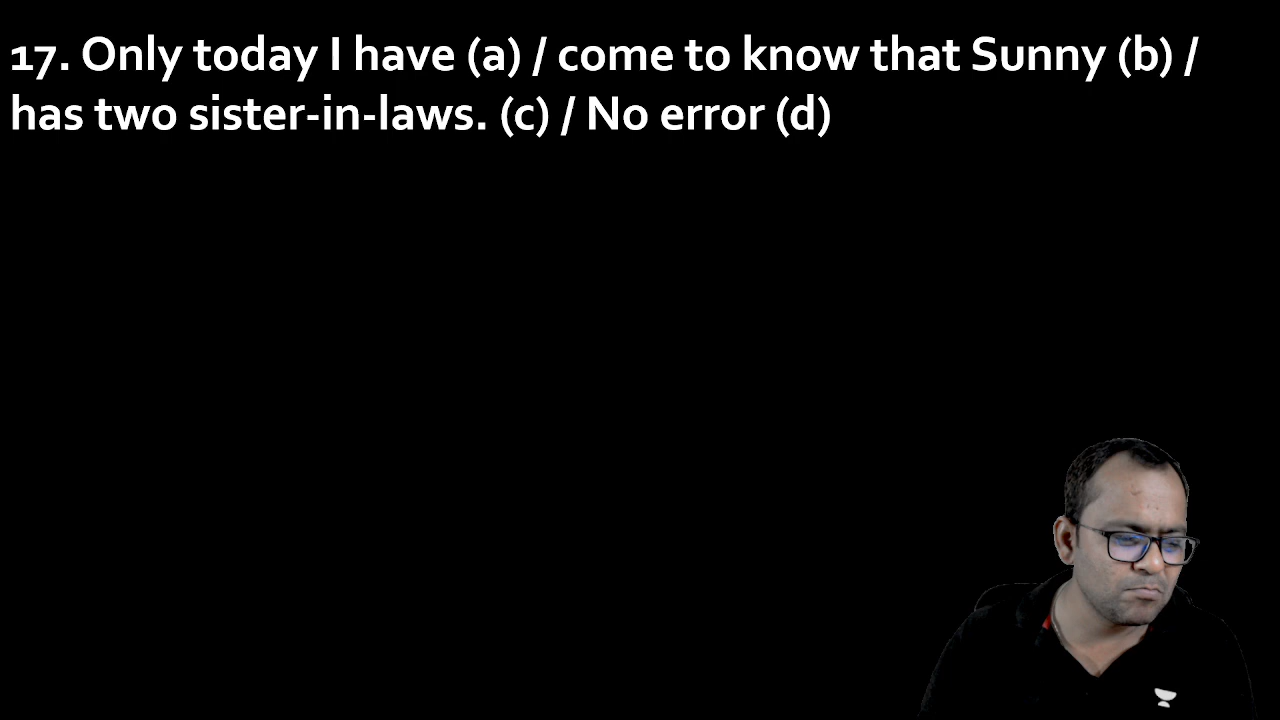 17. Only today I have (a) / come to know that Sunny (b) /
has two sister-in-laws. (c) / No error (d)